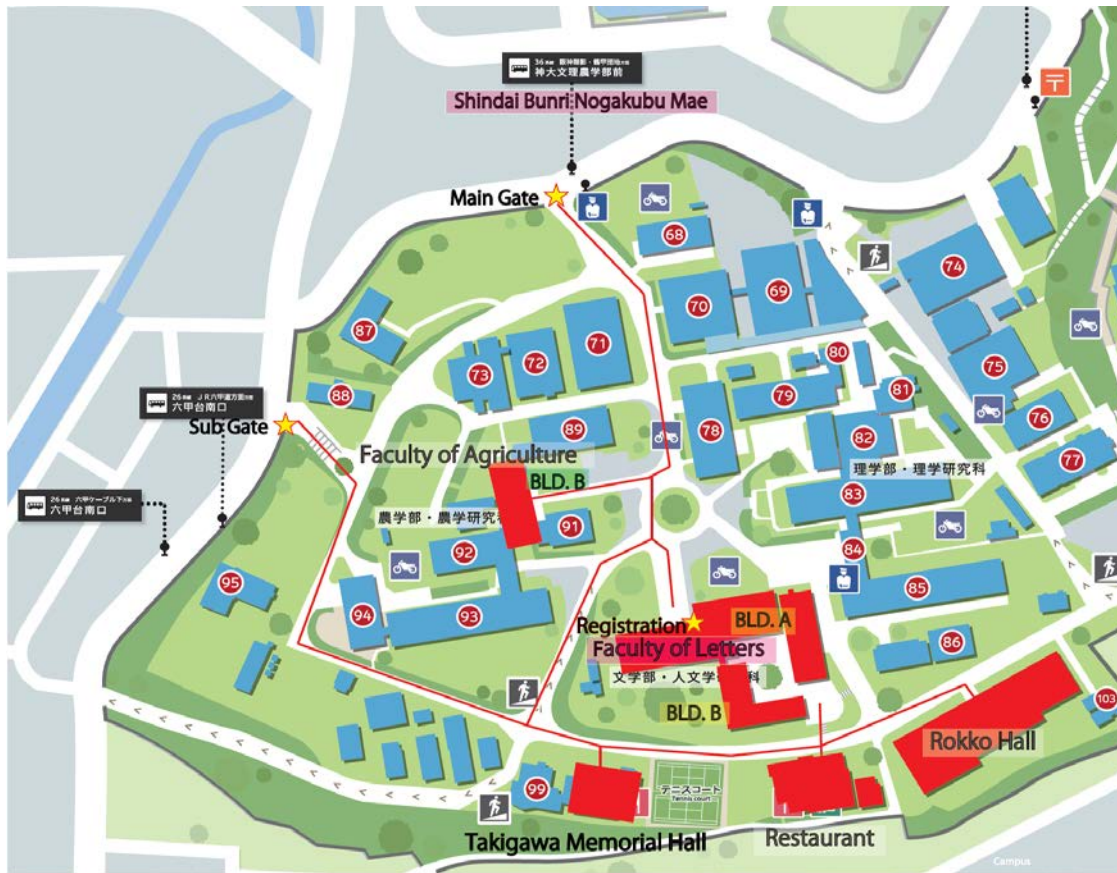 36系統 阪神御影・鶴甲団地方面
神大文理農学部前
Shindai Bunri Nogakubu Mae
〒
Main Gate
68
74
69
70
87
71
72
80
75
73
79
81
88
76
26系統 JR六甲道方面
六甲台南口
Sub Gate
89
78
82
77
Faculty of Agriculture
理学部・理学研究科
BLD. B
83
26系統 六甲ケーブル下方面
六甲台南口
農学部・農学研究科
91
92
84
95
85
94
93
Registration
BLD. A
Faculty of Letters
86
文学部・人文学
科
BLD. B
103
Rokko Hall
99
テニスコート
Tennis court
Takigawa Memorial Hall
Restaurant
Campus